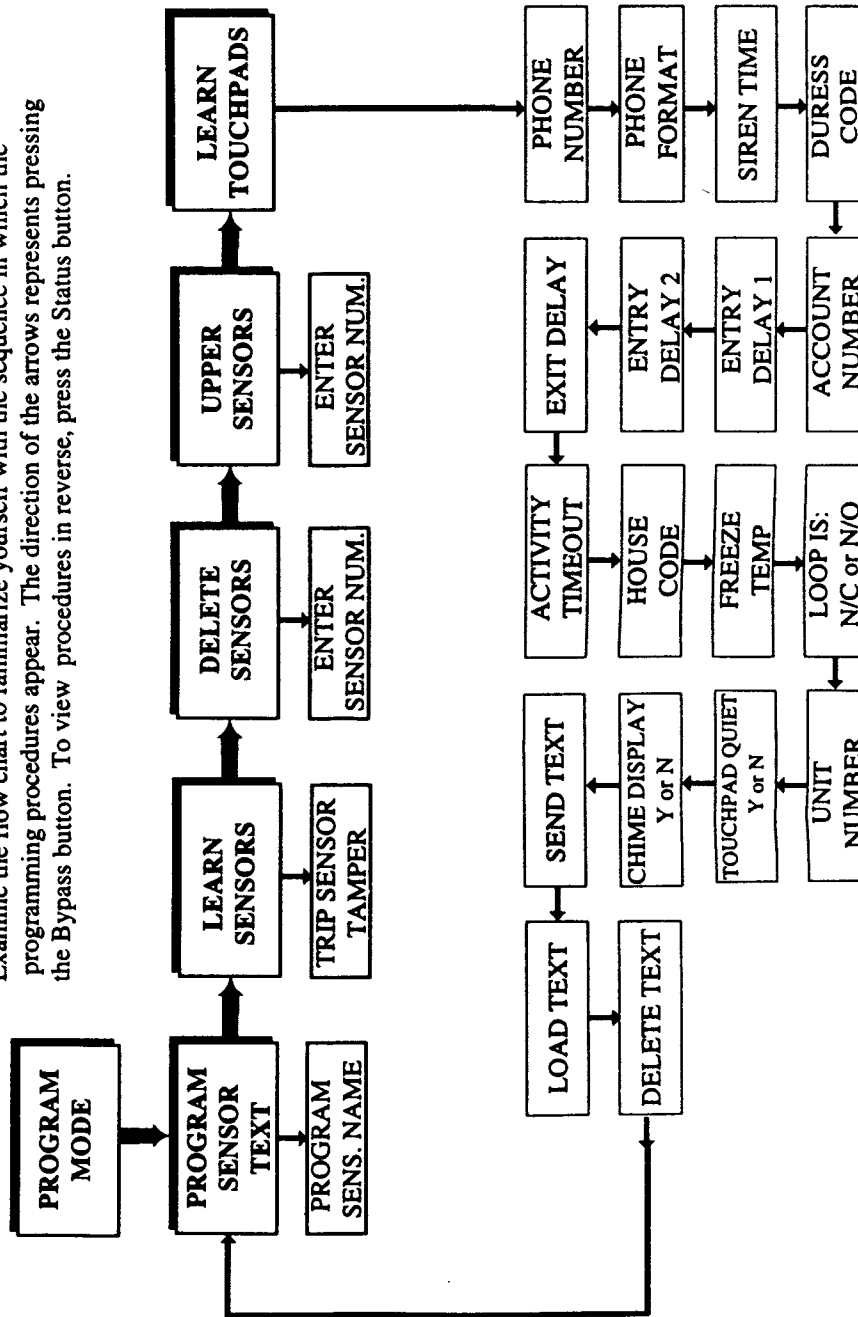 Examine the flow chart to familiarize yourself with the sequence in which the
programming procedures appear. The direction of the arrows represents pressing
the Bypass button. To view procedures in reverse, press the Status button.
PROGRAM
MODE
PROGRAM
SENSOR
TEXT
PROGRAM
SENS. NAME
LEARN
SENSORS
TRIP SENSOR
TAMPER
DELETE
SENSORS
ENTER
SENSOR NUM.
UPPER
SENSORS
ENTER
SENSOR NUM.
LEARN
TOUCHPADS
PHONE
NUMBER
PHONE
FORMAT
SIREN TIME
DURESS
CODE
ACCOUNT
NUMBER
ENTRY
DELAY 1
ENTRY
DELAY 2
EXIT DELAY
ACTIVITY
TIMEOUT
HOUSE
CODE
FREEZE
TEMP
LOOP IS:
N/C or N/O
UNIT
NUMBER
TOUCHPAD QUIET
Y or N
CHIME DISPLAY
Y or N
SEND TEXT
LOAD TEXT
DELETE TEXT